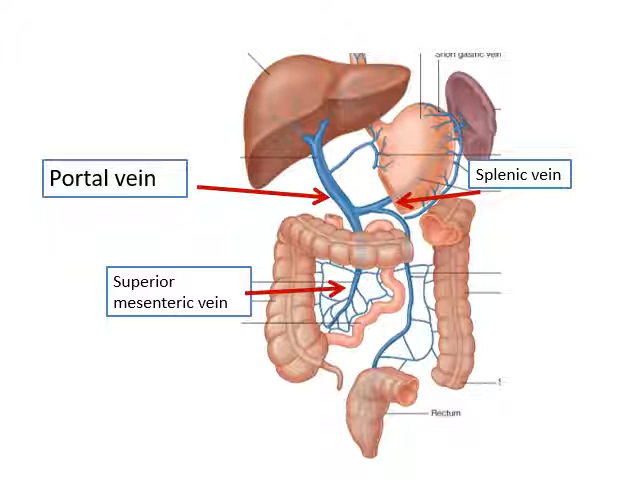 Short gastric vein
Portal vein
Splenic vein
Superior
mesenteric vein
Rectum